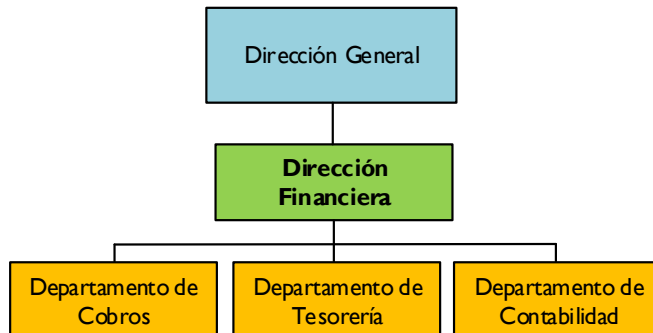 Dirección General
Dirección
Financiera
Departamento de
Cobros
Departamento de
Tesorería
Departamento de
Contabilidad